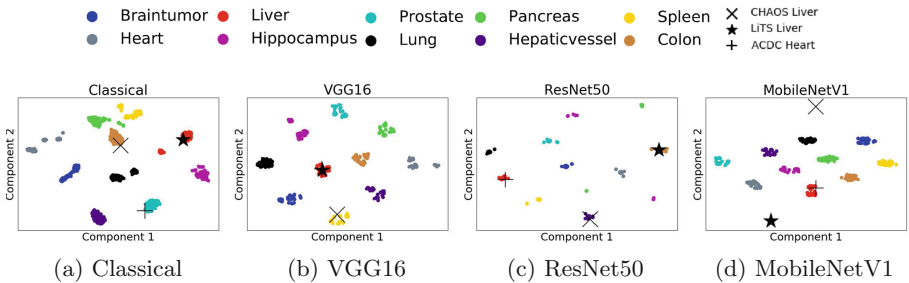 Braintumor Liver Prostate Pancreas Spleen CHAOS Liver
Heart Hippocampus Lung Hepaticvessel Colon LiTS Liver
ACDC Heart
Classical VGG16 ResNet50 MobileNetV1
Component 2 Component 2 Component 2 Component 2
Component 1 Component 1 Component 1 Component 1
(a) Classical (b) VGG16 (c) ResNet50 (d) MobileNetV1